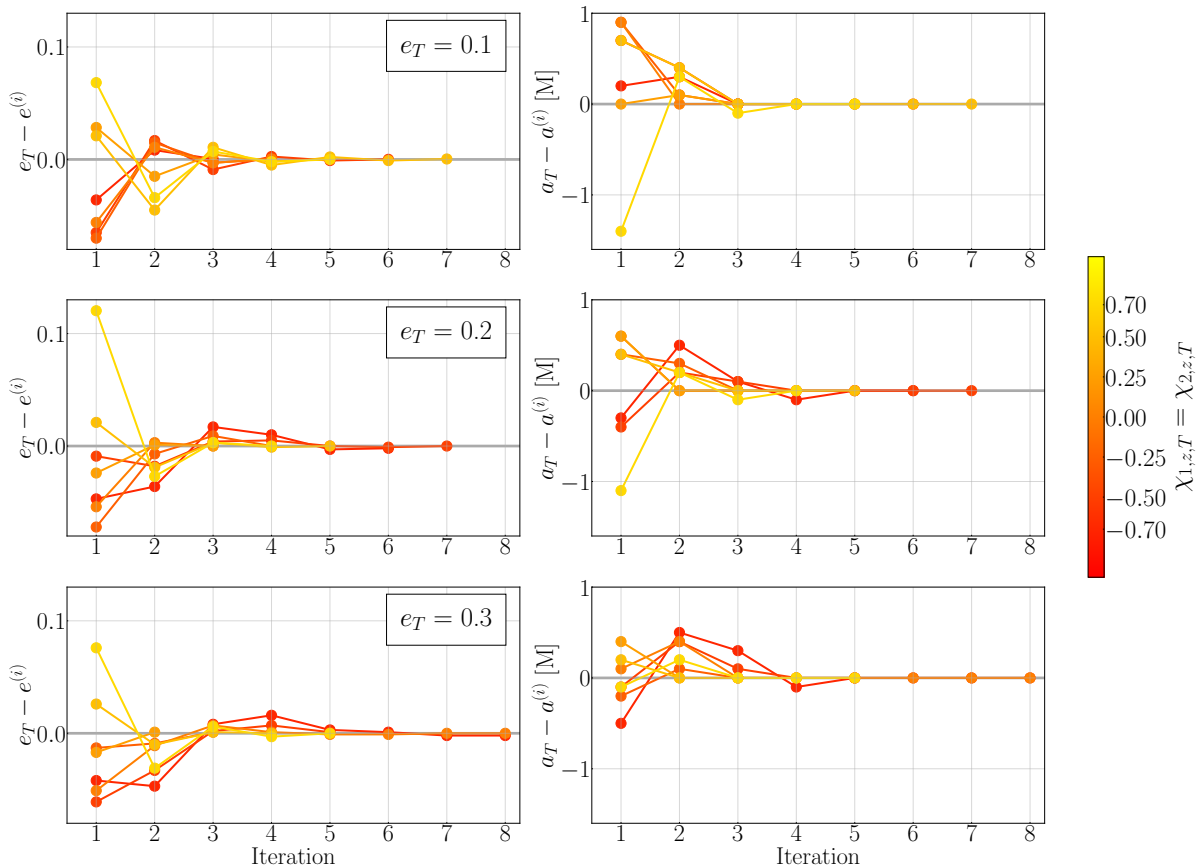 0.1
0.0
e_T − e^(i)
e_T = 0.1
1 2 3 4 5 6 7 8
1
0
−1
a_T − a^(i) [M]
1 2 3 4 5 6 7 8
0.1
0.0
e_T − e^(i)
e_T = 0.2
1 2 3 4 5 6 7 8
1
0
−1
a_T − a^(i) [M]
1 2 3 4 5 6 7 8
0.1
0.0
e_T − e^(i)
e_T = 0.3
1 2 3 4 5 6 7 8
Iteration
1
0
−1
a_T − a^(i) [M]
1 2 3 4 5 6 7 8
Iteration
0.70
0.50
0.25
0.00
−0.25
−0.50
−0.70
χ_1,z,T = χ_2,z,T